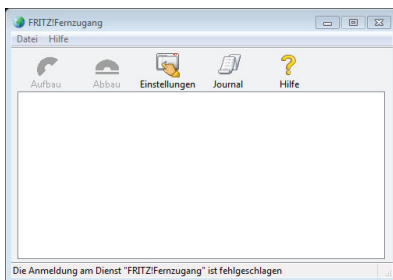 FRITZ!Fernzugang
Datei Hilfe
Aufbau Abbau Einstellungen Journal Hilfe
Die Anmeldung am Dienst "FRITZ!Fernzugang" ist fehlgeschlagen